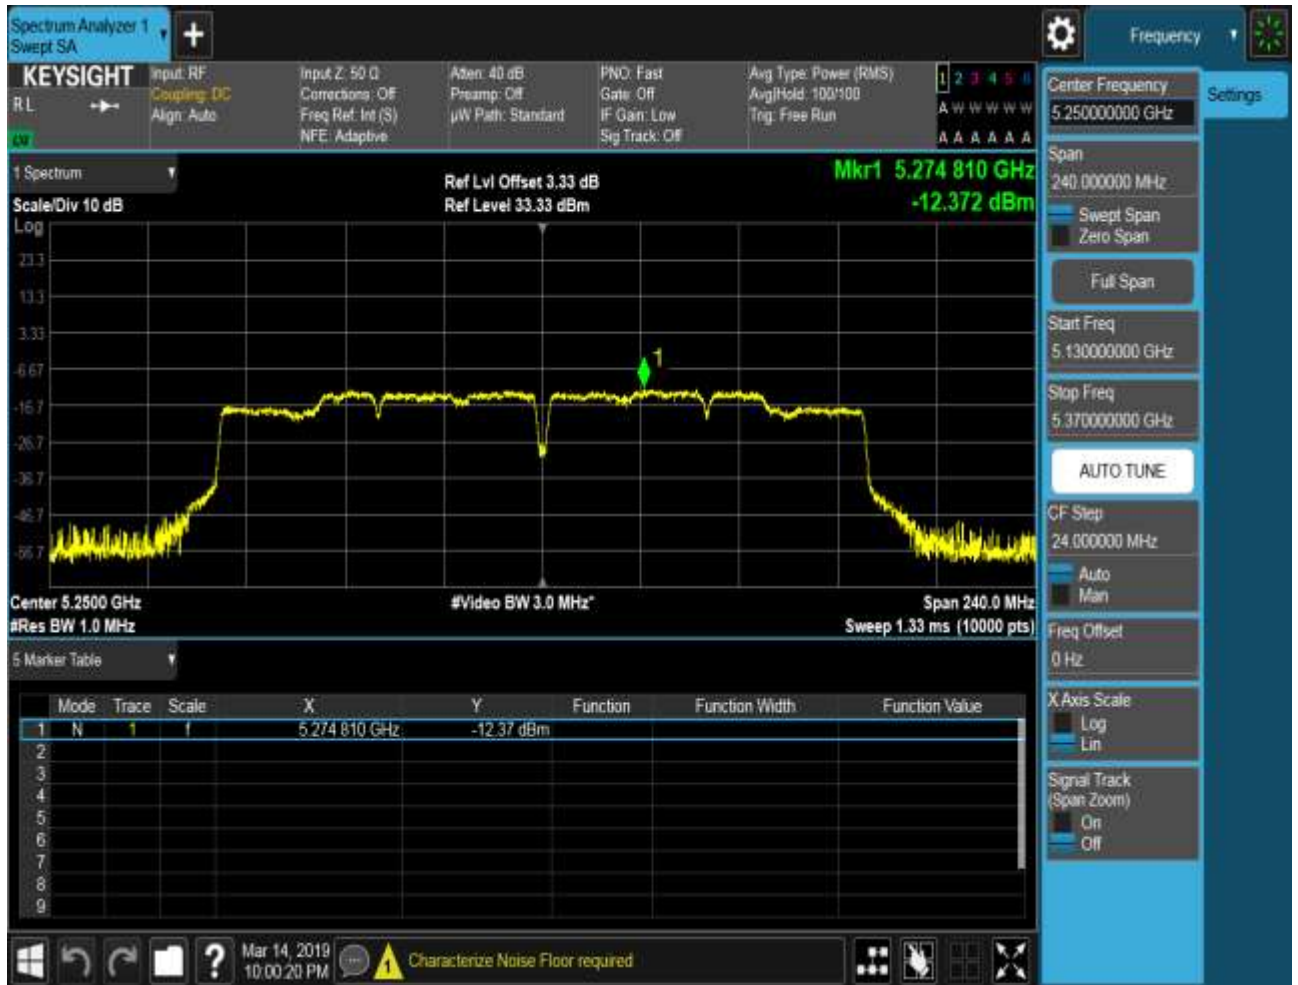 Spectrum Analyzer 1
Swept SA
+
Frequency
KEYSIGHT
RL
Input: RF
Coupling: DC
Align: Auto
Input Z: 50 Ω
Corrections: Off
Freq Ref: Int (S)
NFE: Adaptive
Atten: 40 dB
Preamp: Off
µW Path: Standard
PNO: Fast
Gate: Off
IF Gain: Low
Sig Track: Off
Avg Type: Power (RMS)
Avg|Hold: 100/100
Trig: Free Run
1 2 3 4 5 6
A W W W W W
A A A A A A
1 Spectrum
Scale/Div 10 dB
Ref Lvl Offset 3.33 dB
Ref Level 33.33 dBm
Mkr1 5.274 810 GHz
-12.372 dBm
Log
23.3
13.3
3.33
-6.67
-16.7
-26.7
-36.7
-46.7
-56.7
1
Center 5.2500 GHz
#Res BW 1.0 MHz
#Video BW 3.0 MHz*
Span 240.0 MHz
Sweep 1.33 ms (10000 pts)
5 Marker Table
Mode Trace Scale X Y Function Function Width Function Value
1 N 1 f 5.274 810 GHz -12.37 dBm
2
3
4
5
6
7
8
9
Center Frequency
5.250000000 GHz
Settings
Span
240.000000 MHz
Swept Span
Zero Span
Full Span
Start Freq
5.130000000 GHz
Stop Freq
5.370000000 GHz
AUTO TUNE
CF Step
24.000000 MHz
Auto
Man
Freq Offset
0 Hz
X Axis Scale
Log
Lin
Signal Track
(Span Zoom)
On
Off
?
Mar 14, 2019
10:00:20 PM
1
Characterize Noise Floor required